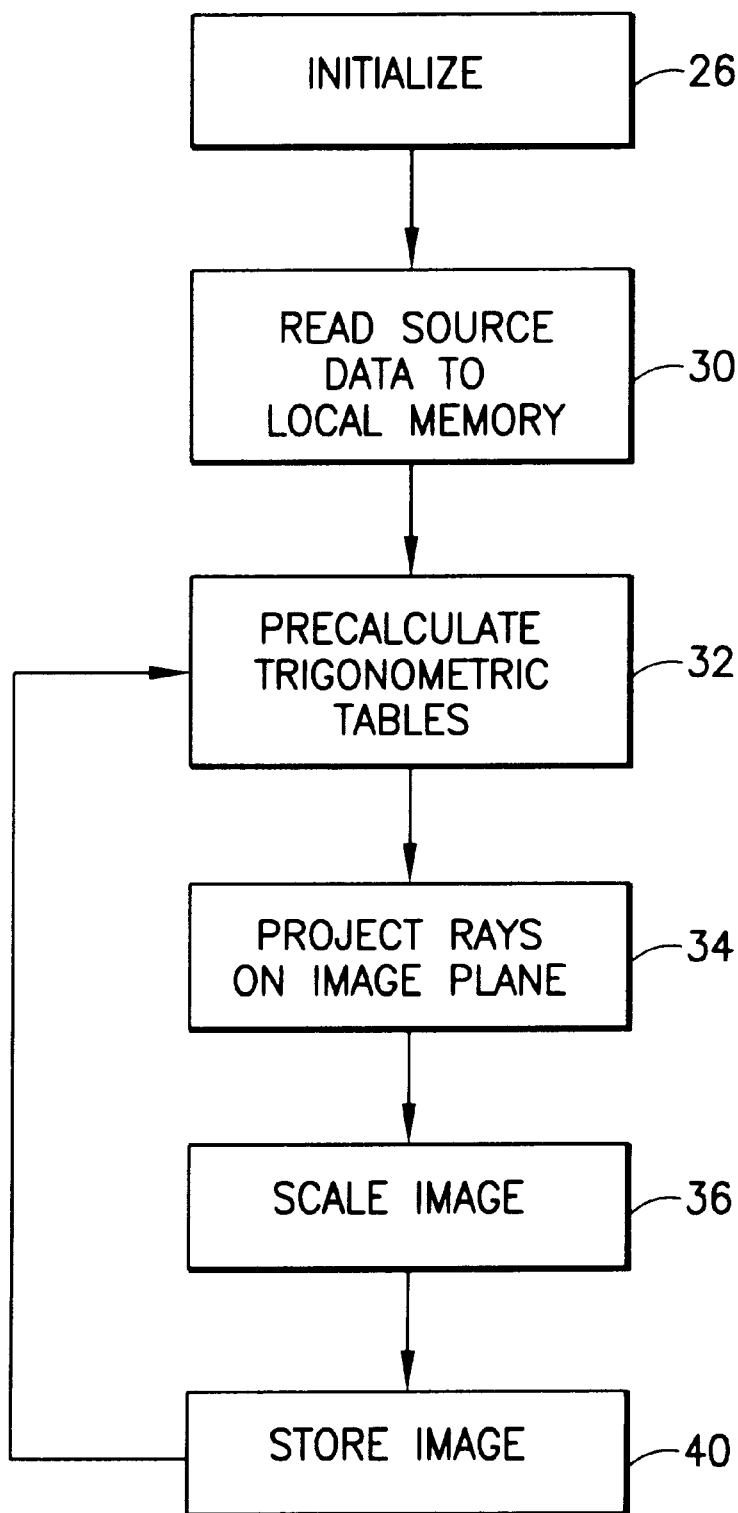 INITIALIZE
26
READ SOURCE
DATA TO
LOCAL MEMORY
30
PRECALCULATE
TRIGONOMETRIC
TABLES
32
PROJECT RAYS
ON IMAGE PLANE
34
SCALE IMAGE
36
STORE IMAGE
40